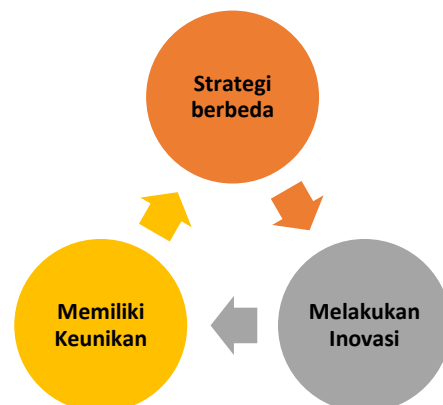 Strategi
berbeda
Memiliki
Keunikan
Melakukan
Inovasi